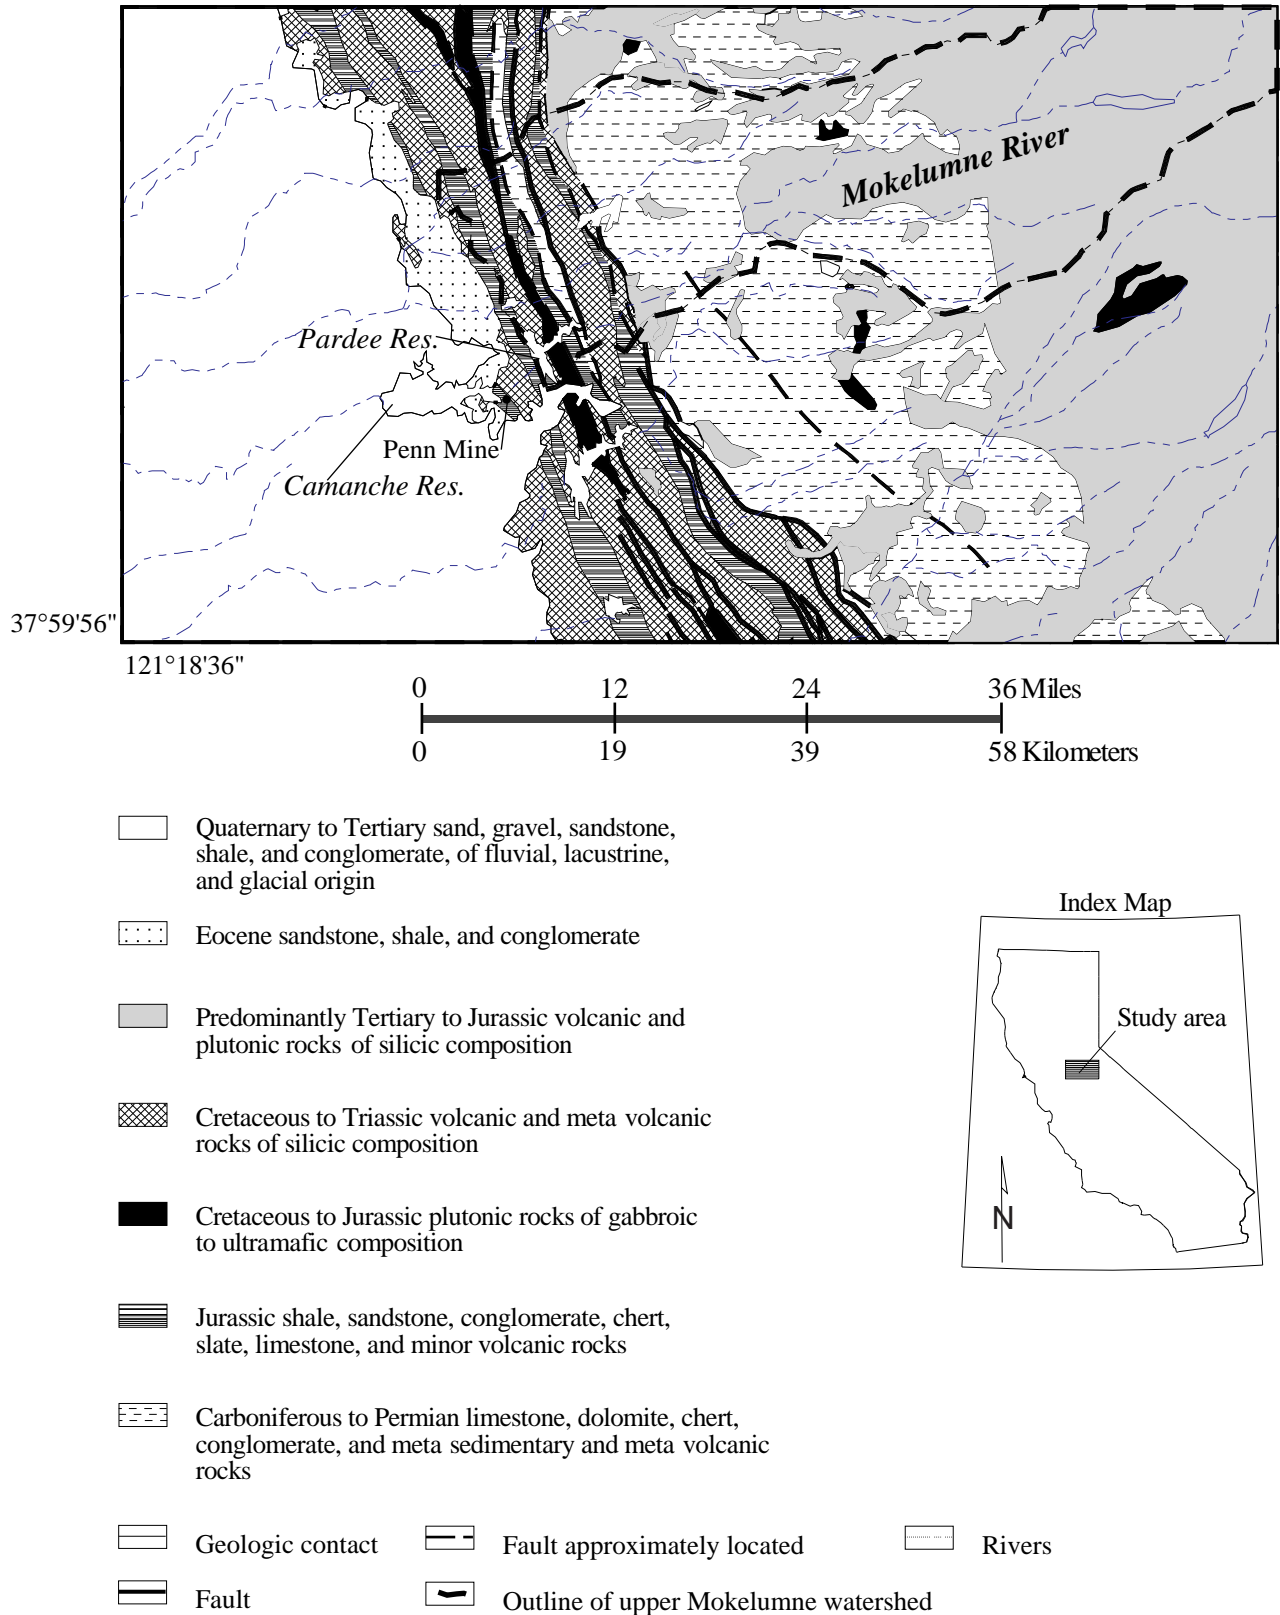 Mokelumne River
Pardee Res.
Penn Mine
Camanche Res.
37°59'56"
121°18'36"
0 12 24 36 Miles
0 19 39 58 Kilometers
Quaternary to Tertiary sand, gravel, sandstone,
shale, and conglomerate, of fluvial, lacustrine,
and glacial origin
Eocene sandstone, shale, and conglomerate
Predominantly Tertiary to Jurassic volcanic and
plutonic rocks of silicic composition
Cretaceous to Triassic volcanic and meta volcanic
rocks of silicic composition
Cretaceous to Jurassic plutonic rocks of gabbroic
to ultramafic composition
Jurassic shale, sandstone, conglomerate, chert,
slate, limestone, and minor volcanic rocks
Carboniferous to Permian limestone, dolomite, chert,
conglomerate, and meta sedimentary and meta volcanic
rocks
Index Map
Study area
N
Geologic contact
Fault approximately located
Rivers
Fault
Outline of upper Mokelumne watershed